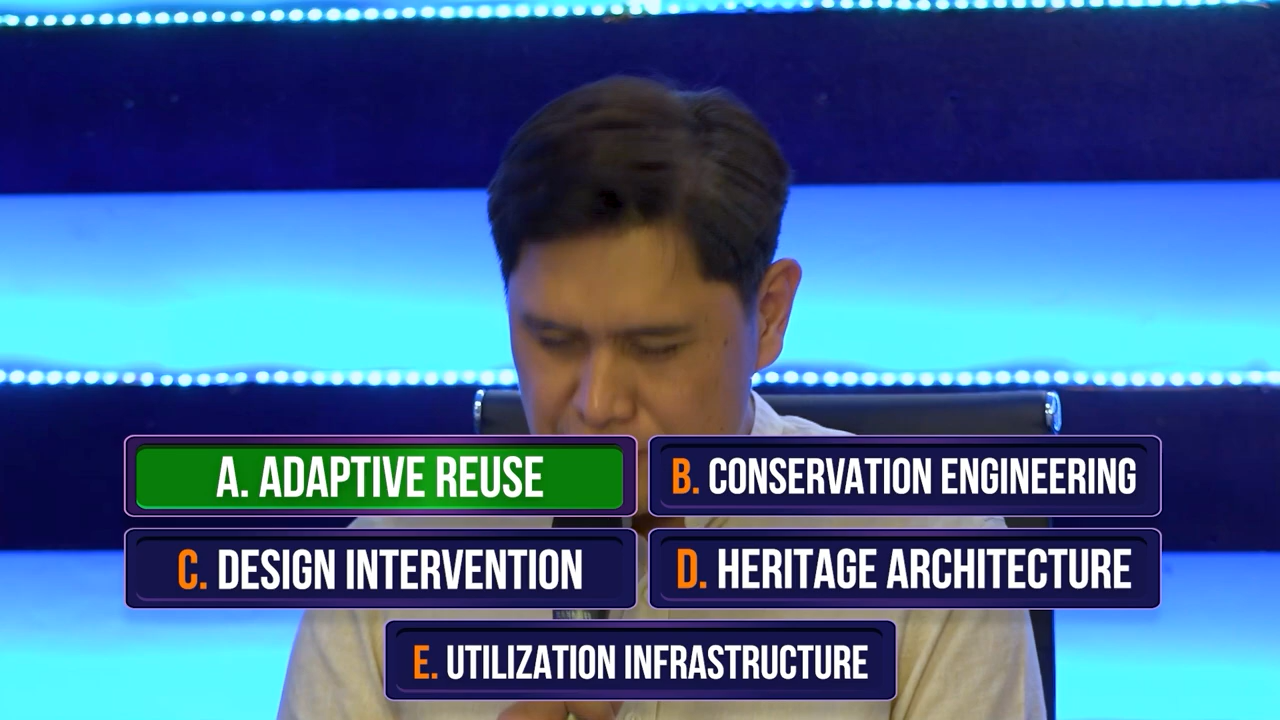 A. ADAPTIVE REUSE
B. CONSERVATION ENGINEERING
C. DESIGN INTERVENTION
D. HERITAGE ARCHITECTURE
E. UTILIZATION INFRASTRUCTURE